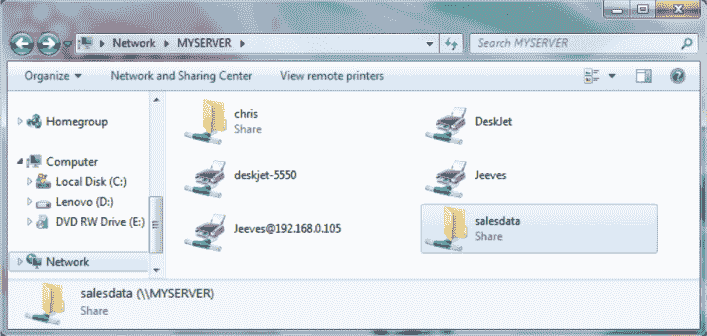 Network ▸ MYSERVER ▸
Search MYSERVER
Organize ▾ Network and Sharing Center View remote printers
Homegroup
Computer
Local Disk (C:)
Lenovo (D:)
DVD RW Drive (E:)
Network
chris
Share
DeskJet
deskjet-5550
Jeeves
Jeeves@192.168.0.105
salesdata
Share
salesdata (\\MYSERVER)
Share